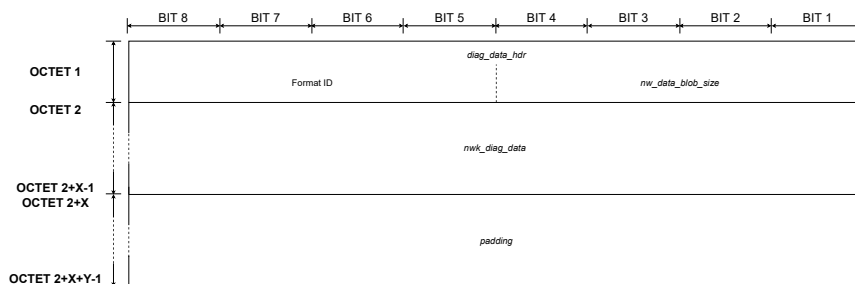 BIT 8 BIT 7 BIT 6 BIT 5 BIT 4 BIT 3 BIT 2 BIT 1
diag_data_hdr
OCTET 1
Format ID nw_data_blob_size
OCTET 2
nwk_diag_data
OCTET 2+X-1
OCTET 2+X
padding
OCTET 2+X+Y-1